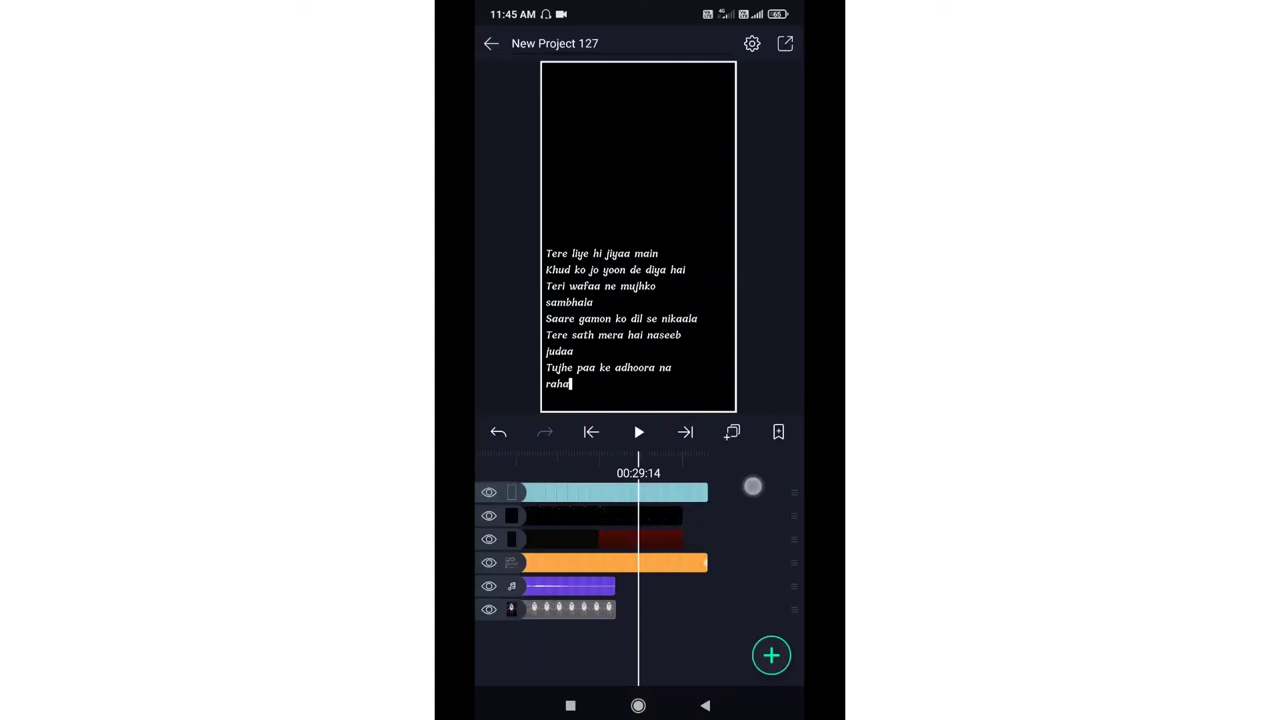 11:45 AM
4G
65
New Project 127
Tere liye hi jiyaa main
Khud ko jo yoon de diya hai
Teri wafaa ne mujhko
sambhala
Saare gamon ko dil se nikaala
Tere sath mera hai naseeb
judaa
Tujhe paa ke adhoora na
raha
00:29:14